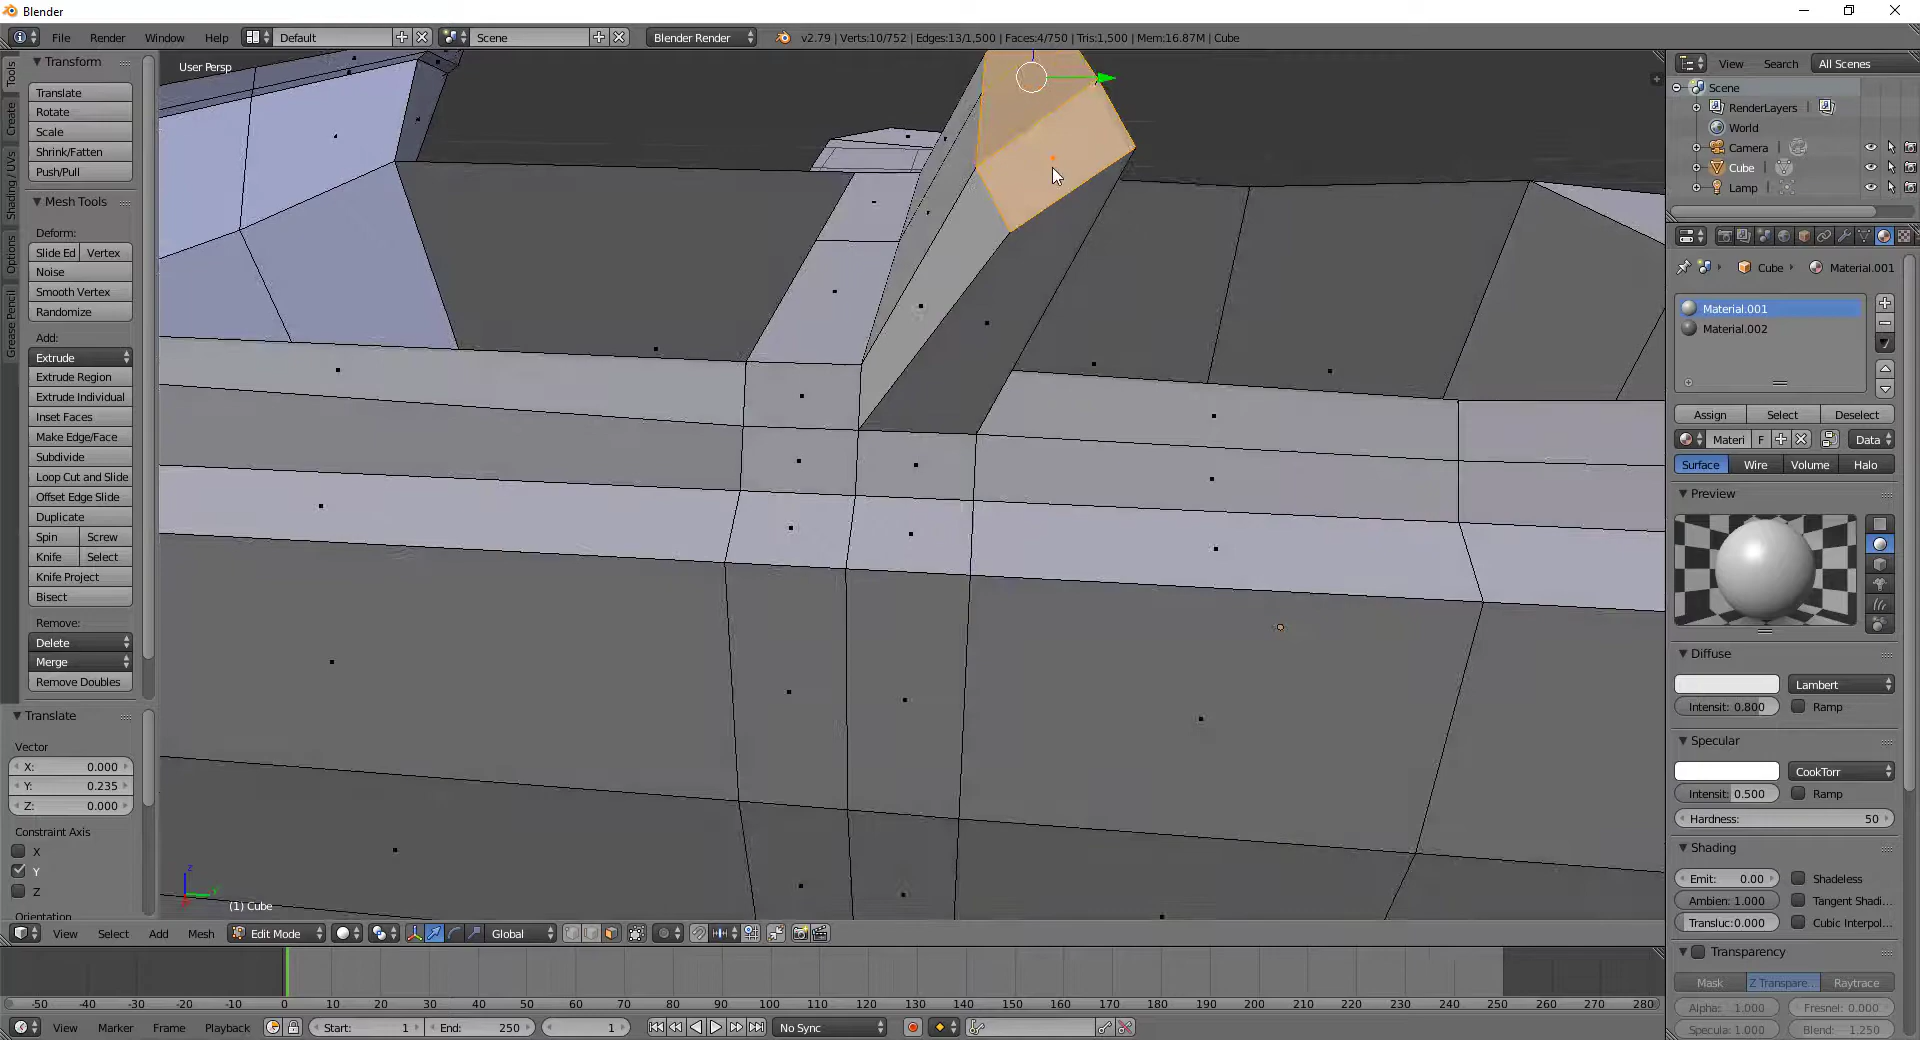 Blender
File Render Window Help Default Scene Blender Render v2.79 | Verts:10/752 | Edges:13/1,500 | Faces:4/750 | Tris:1,500 | Mem:16.87M | Cube
Tools
Create
Shading / UVs
Options
Grease Pencil
Transform
Translate
Rotate
Scale
Shrink/Fatten
Push/Pull
Mesh Tools
Deform:
Slide Ed Vertex
Noise
Smooth Vertex
Randomize
Add:
Extrude
Extrude Region
Extrude Individual
Inset Faces
Make Edge/Face
Subdivide
Loop Cut and Slide
Offset Edge Slide
Duplicate
Spin Screw
Knife Select
Knife Project
Bisect
Remove:
Delete
Merge
Remove Doubles
Translate
Vector
X: 0.000
Y: 0.235
Z: 0.000
Constraint Axis
X
Y
Z
Orientation
User Persp
(1) Cube
View Select Add Mesh Edit Mode Global
View Search All Scenes
Scene
RenderLayers
World
Camera
Cube
Lamp
Cube Material.001
Material.001
Material.002
Assign Select Deselect
Materi F Data
Surface Wire Volume Halo
Preview
Diffuse
Lambert
Intensit: 0.800 Ramp
Specular
CookTorr
Intensit: 0.500 Ramp
Hardness: 50
Shading
Emit: 0.00 Shadeless
Ambien: 1.000 Tangent Shadi...
Transluc:0.000 Cubic Interpol...
Transparency
Mask Z Transpare... Raytrace
Alpha: 1.000 Fresnel: 0.000
Specula: 1.000 Blend: 1.250
-50 -40 -30 -20 -10 0 10 20 30 40 50 60 70 80 90 100 110 120 130 140 150 160 170 180 190 200 210 220 230 240 250 260 270 280
View Marker Frame Playback Start: 1 End: 250 1 No Sync